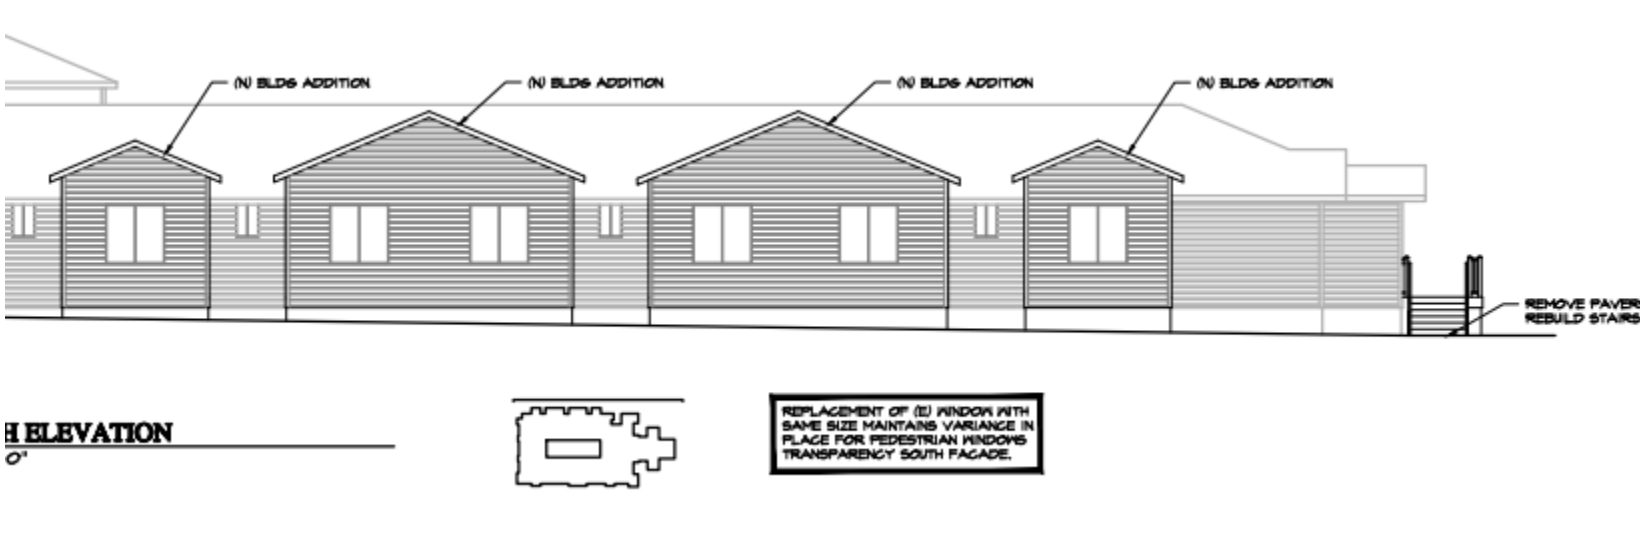 (N) BLDG ADDITION
(N) BLDG ADDITION
(N) BLDG ADDITION
(N) BLDG ADDITION
REMOVE PAVERS
REBUILD STAIRS
REPLACEMENT OF (E) WINDOW WITH
SAME SIZE MAINTAINS VARIANCE IN
PLACE FOR PEDESTRIAN WINDOWS
TRANSPARENCY SOUTH FACADE.
H ELEVATION
0"